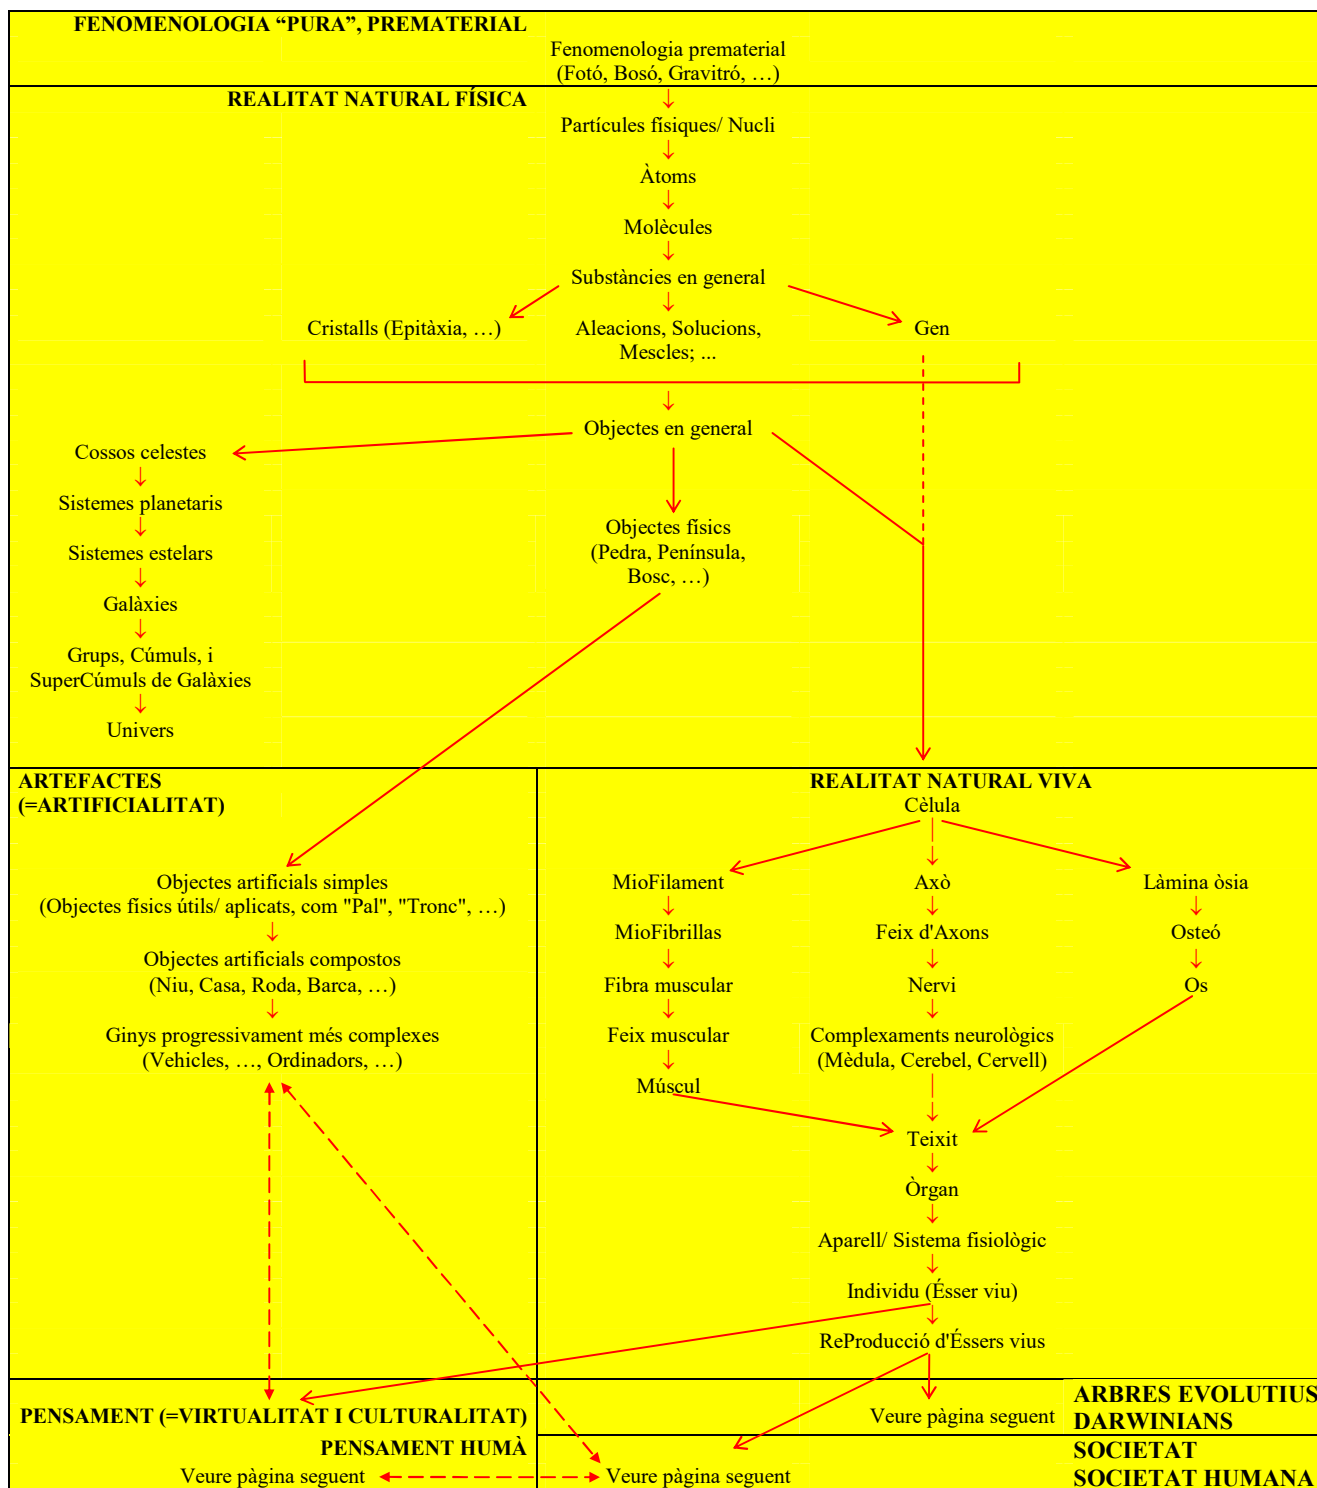 FENOMENOLOGIA “PURA”, PREMATERIAL
Fenomenologia prematerial
(Fotó, Bosó, Gravitró, …)
REALITAT NATURAL FÍSICA
Partícules físiques/ Nucli
Àtoms
Molècules
Substàncies en general
Cristalls (Epitàxia, …)
Aleacions, Solucions,
Mescles; ...
Gen
Objectes en general
Cossos celestes
Sistemes planetaris
Sistemes estelars
Galàxies
Grups, Cúmuls, i
SuperCúmuls de Galàxies
Univers
Objectes físics
(Pedra, Península,
Bosc, …)
ARTEFACTES
(=ARTIFICIALITAT)
Objectes artificials simples
(Objectes físics útils/ aplicats, com "Pal", "Tronc", …)
Objectes artificials compostos
(Niu, Casa, Roda, Barca, …)
Ginys progressivament més complexes
(Vehicles, …, Ordinadors, …)
REALITAT NATURAL VIVA
Cèlula
MioFilament
MioFibrillas
Fibra muscular
Feix muscular
Múscul
Axò
Feix d'Axons
Nervi
Complexaments neurològics
(Mèdula, Cerebel, Cervell)
Làmina òsia
Osteó
Os
Teixit
Òrgan
Aparell/ Sistema fisiològic
Individu (Ésser viu)
ReProducció d'Éssers vius
PENSAMENT (=VIRTUALITAT I CULTURALITAT)
Veure pàgina seguent
ARBRES EVOLUTIUS
DARWINIANS
PENSAMENT HUMÀ
Veure pàgina seguent
Veure pàgina seguent
SOCIETAT
SOCIETAT HUMANA